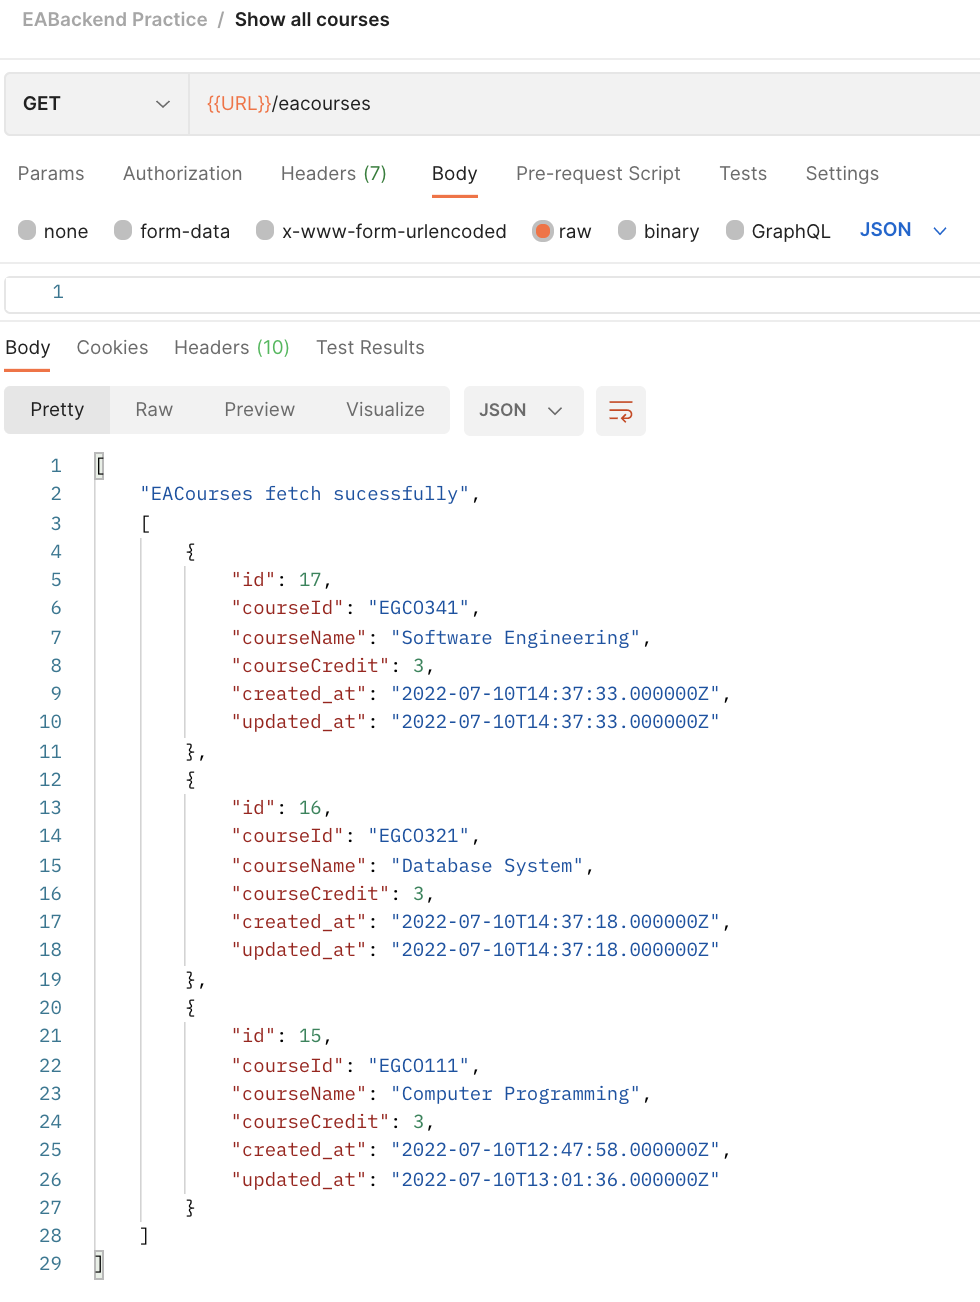 EABackend Practice / Show all courses
GET {{URL}}/eacourses
Params Authorization Headers (7) Body Pre-request Script Tests Settings
none form-data x-www-form-urlencoded raw binary GraphQL JSON
1
Body Cookies Headers (10) Test Results
Pretty Raw Preview Visualize JSON
1 [
2 "EACourses fetch sucessfully",
3 [
4 {
5 "id": 17,
6 "courseId": "EGCO341",
7 "courseName": "Software Engineering",
8 "courseCredit": 3,
9 "created_at": "2022-07-10T14:37:33.000000Z",
10 "updated_at": "2022-07-10T14:37:33.000000Z"
11 },
12 {
13 "id": 16,
14 "courseId": "EGCO321",
15 "courseName": "Database System",
16 "courseCredit": 3,
17 "created_at": "2022-07-10T14:37:18.000000Z",
18 "updated_at": "2022-07-10T14:37:18.000000Z"
19 },
20 {
21 "id": 15,
22 "courseId": "EGCO111",
23 "courseName": "Computer Programming",
24 "courseCredit": 3,
25 "created_at": "2022-07-10T12:47:58.000000Z",
26 "updated_at": "2022-07-10T13:01:36.000000Z"
27 }
28 ]
29 ]